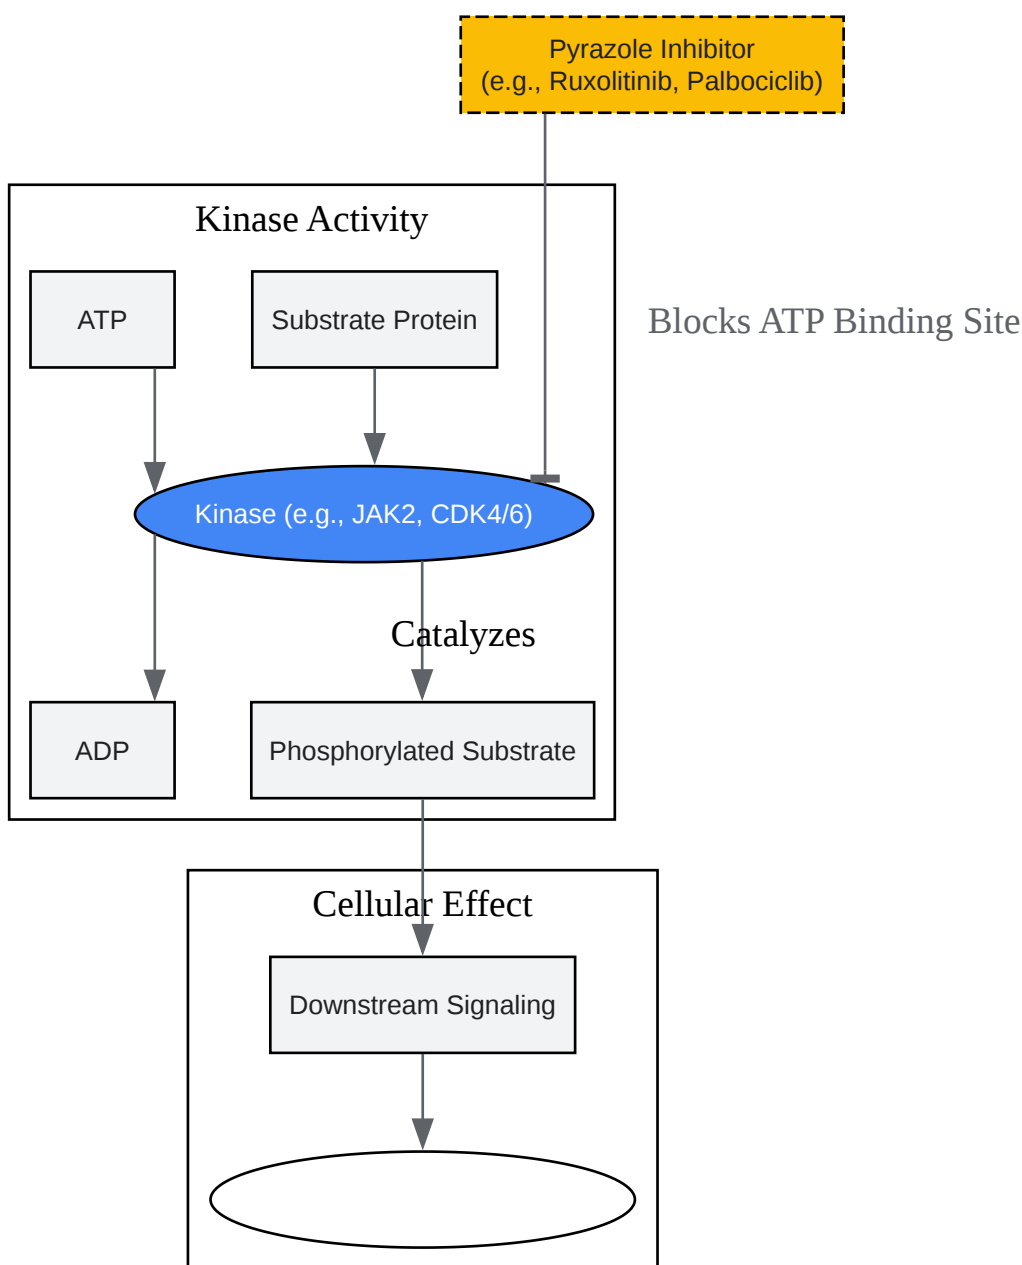 Pyrazole Inhibitor
(e.g., Ruxolitinib, Palbociclib)
Kinase Activity
ATP
Substrate Protein
Blocks ATP Binding Site
Kinase (e.g., JAK2, CDK4/6)
Catalyzes
ADP
Phosphorylated Substrate
Cellular Effect
Downstream Signaling